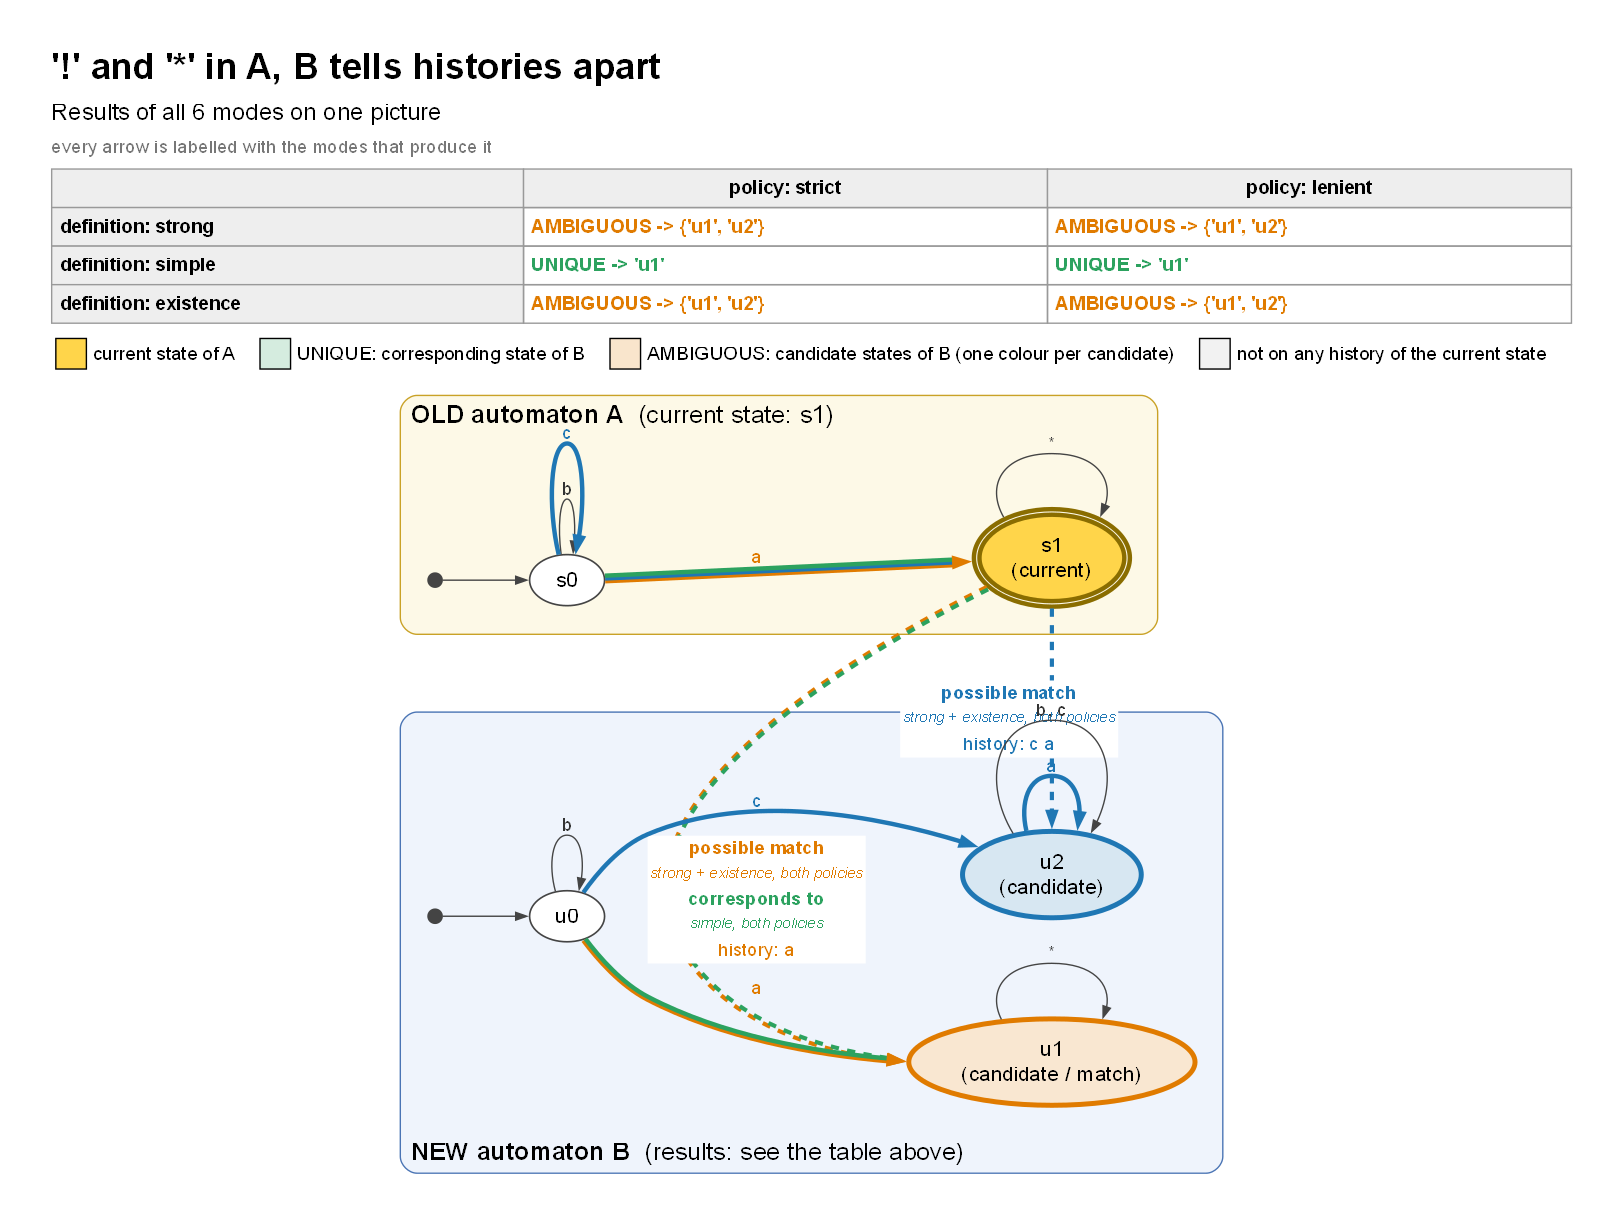 '!' and '*' in A, B tells histories apart
Results of all 6 modes on one picture
every arrow is labelled with the modes that produce it
policy: strict policy: lenient
definition: strong AMBIGUOUS -> {'u1', 'u2'} AMBIGUOUS -> {'u1', 'u2'}
definition: simple UNIQUE -> 'u1' UNIQUE -> 'u1'
definition: existence AMBIGUOUS -> {'u1', 'u2'} AMBIGUOUS -> {'u1', 'u2'}
current state of A UNIQUE: corresponding state of B AMBIGUOUS: candidate states of B (one colour per candidate) not on any history of the current state
OLD automaton A (current state: s1)
c
*
b
s1
(current)
a
s0
possible match
b, c
strong + existence, both policies
history: c a
a
c
b
possible match
strong + existence, both policies
corresponds to
simple, both policies
history: a
u2
(candidate)
u0
*
a
u1
(candidate / match)
NEW automaton B (results: see the table above)